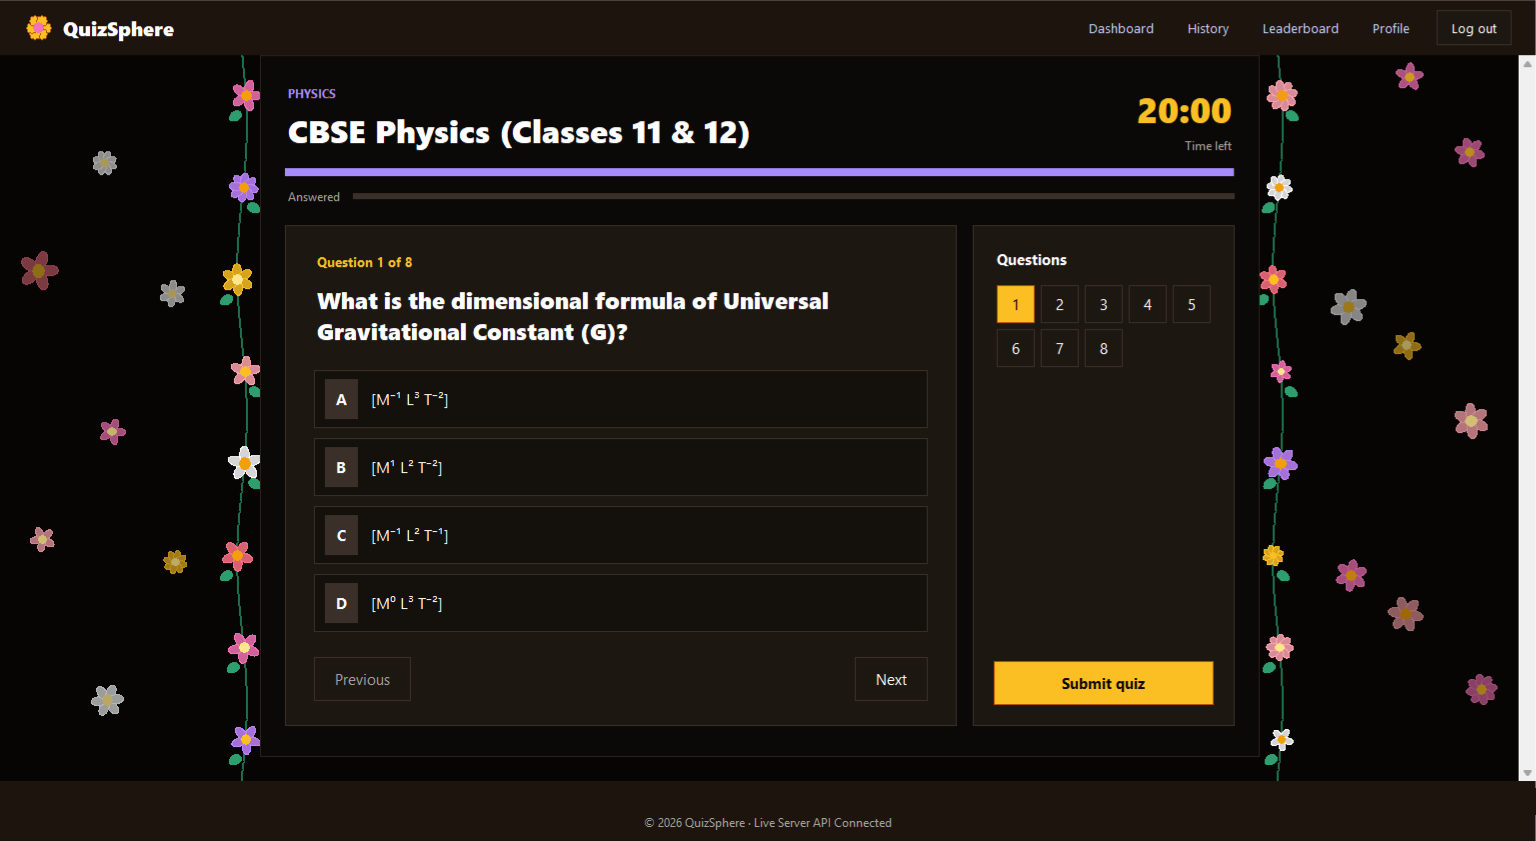 QuizSphere
Dashboard
History
Leaderboard
Profile
Log out
PHYSICS
CBSE Physics (Classes 11 & 12)
20:00
Time left
Answered
Question 1 of 8
What is the dimensional formula of Universal
Gravitational Constant (G)?
A [M⁻¹ L³ T⁻²]
B [M¹ L² T⁻²]
C [M⁻¹ L² T⁻¹]
D [M⁰ L³ T⁻²]
Previous
Next
Questions
1 2 3 4 5
6 7 8
Submit quiz
© 2026 QuizSphere · Live Server API Connected